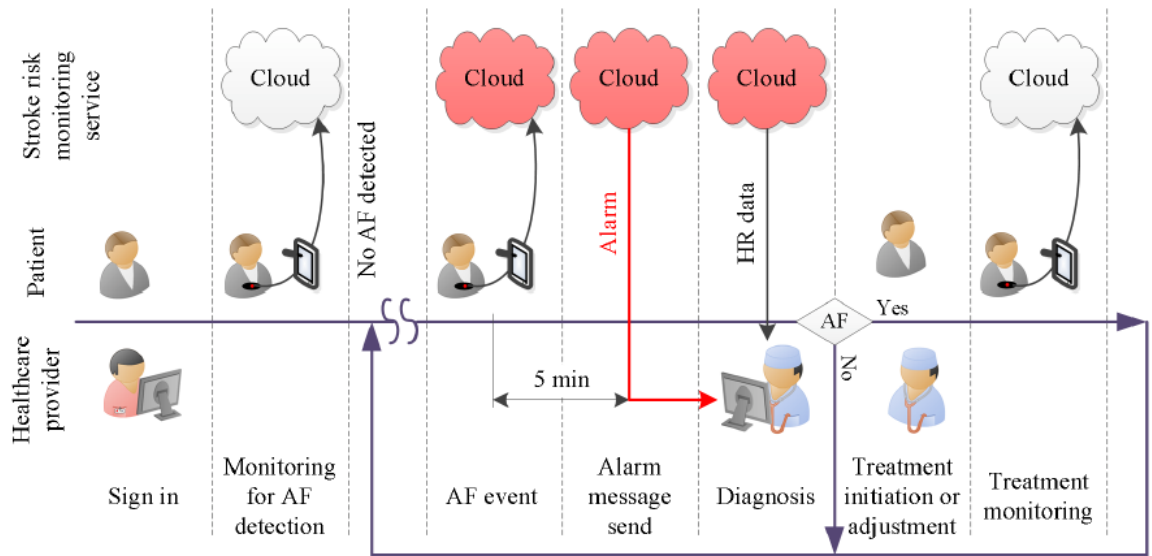 Stroke risk
monitoring
service
Cloud
Cloud
Cloud
Cloud
Cloud
No AF detected
Alarm
HR data
Patient
AF
Yes
No
Healthcare
provider
5 min
Sign in
Monitoring
for AF
detection
AF event
Alarm
message
send
Diagnosis
Treatment
initiation or
adjustment
Treatment
monitoring